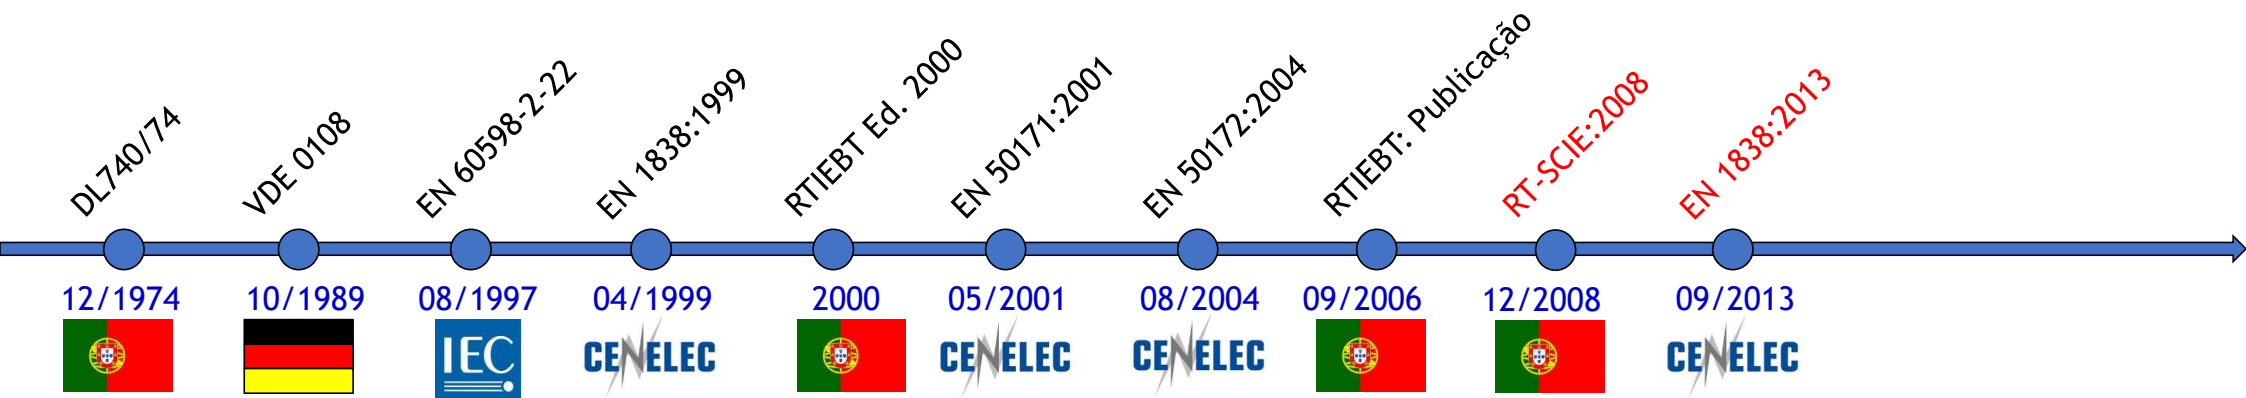 DL740/74
VDE 0108
EN 60598-2-22
EN 1838:1999
RTIEBT Ed. 2000
EN 50171:2001
EN 50172:2004
RTIEBT: Publicação
RT-SCIE:2008
EN 1838:2013
12/1974
10/1989
08/1997
04/1999
2000
05/2001
08/2004
09/2006
12/2008
09/2013
IEC
CENELEC
CENELEC
CENELEC
CENELEC